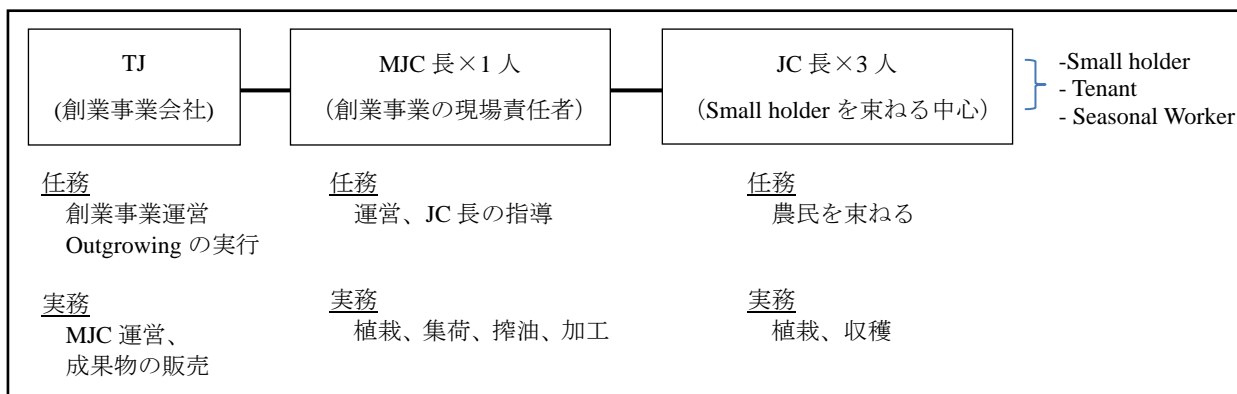 TJ
(創業事業会社)
MJC 長×1 人
（創業事業の現場責任者）
JC 長×3 人
（Small holder を束ねる中心）
-Small holder
- Tenant
- Seasonal Worker
任務
創業事業運営
Outgrowing の実行
任務
運営、JC 長の指導
任務
農民を束ねる
実務
MJC 運営、
成果物の販売
実務
植栽、集荷、搾油、加工
実務
植栽、収穫